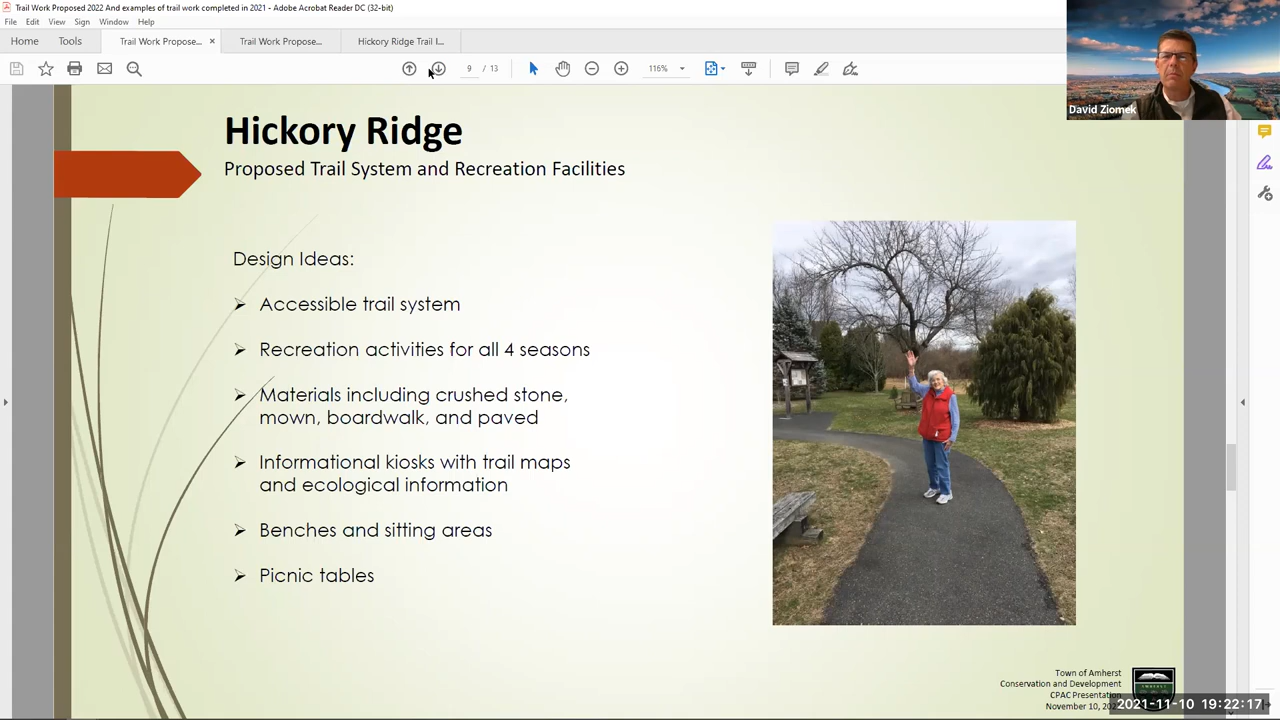 Trail Work Proposed 2022 And examples of trail work completed in 2021 - Adobe Acrobat Reader DC (32-bit)
File Edit View Sign Window Help
Home Tools Trail Work Propose... × Trail Work Propose... Hickory Ridge Trail I...
9 / 13 116%
David Ziomek
Hickory Ridge
Proposed Trail System and Recreation Facilities
Design Ideas:
Accessible trail system
Recreation activities for all 4 seasons
Materials including crushed stone,
mown, boardwalk, and paved
Informational kiosks with trail maps
and ecological information
Benches and sitting areas
Picnic tables
Town of Amherst
Conservation and Development
CPAC Presentation
November 10,
2021-11-10 19:22:17